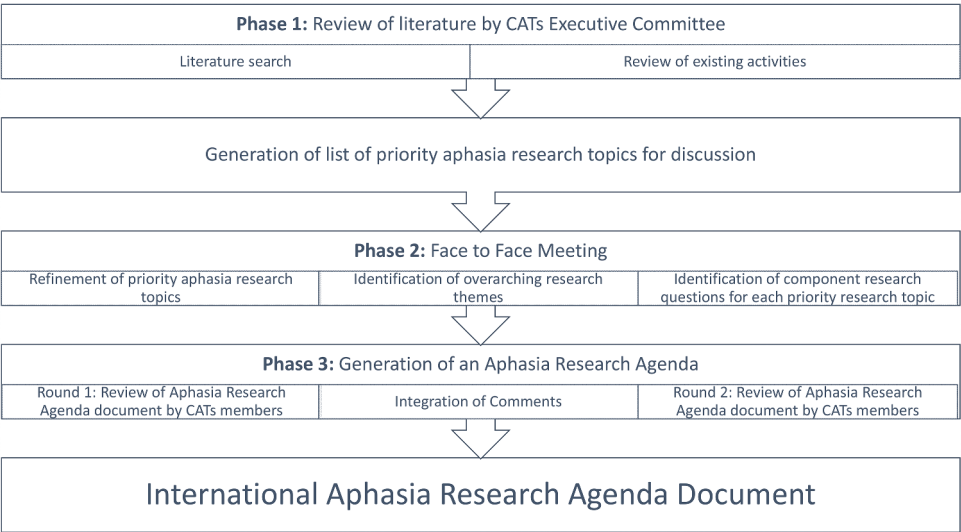 Phase 1: Review of literature by CATs Executive Committee
Literature search
Review of existing activities
Generation of list of priority aphasia research topics for discussion
Phase 2: Face to Face Meeting
Refinement of priority aphasia research
topics
Identification of overarching research
themes
Identification of component research
questions for each priority research topic
Phase 3: Generation of an Aphasia Research Agenda
Round 1: Review of Aphasia Research
Agenda document by CATs members
Integration of Comments
Round 2: Review of Aphasia Research
Agenda document by CATs members
International Aphasia Research Agenda Document